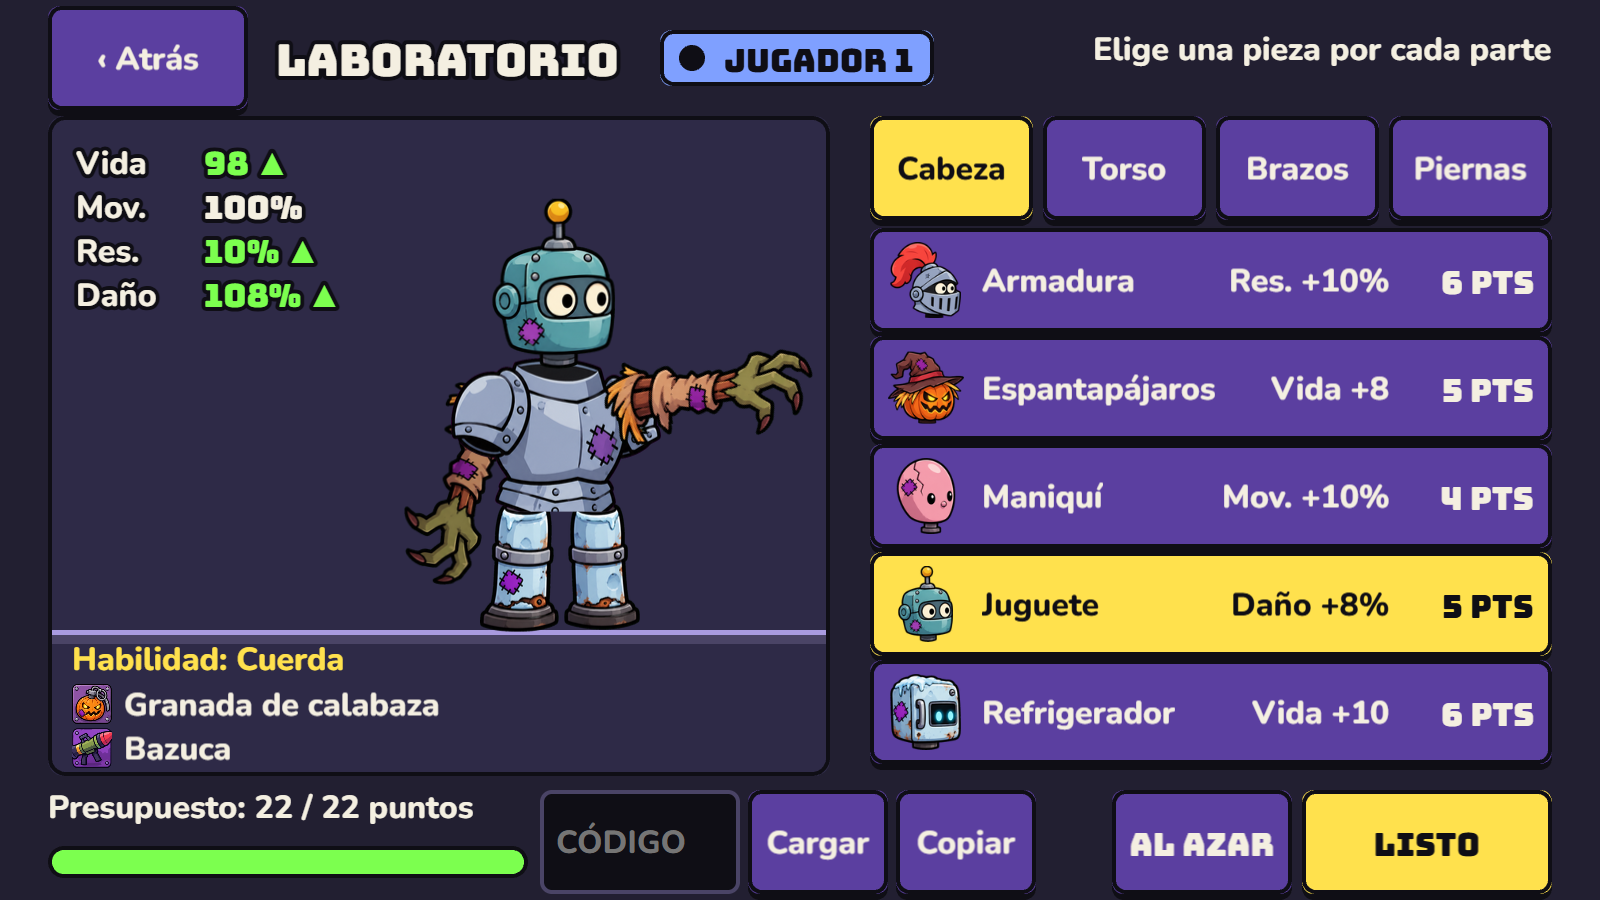 ‹ Atrás
LABORATORIO
JUGADOR 1
Elige una pieza por cada parte
Vida 98 ▲
Mov. 100%
Res. 10% ▲
Daño 108% ▲
Habilidad: Cuerda
Granada de calabaza
Bazuca
Cabeza
Torso
Brazos
Piernas
Armadura Res. +10% 6 PTS
Espantapájaros Vida +8 5 PTS
Maniquí Mov. +10% 4 PTS
Juguete Daño +8% 5 PTS
Refrigerador Vida +10 6 PTS
Presupuesto: 22 / 22 puntos
CÓDIGO
Cargar
Copiar
AL AZAR
LISTO